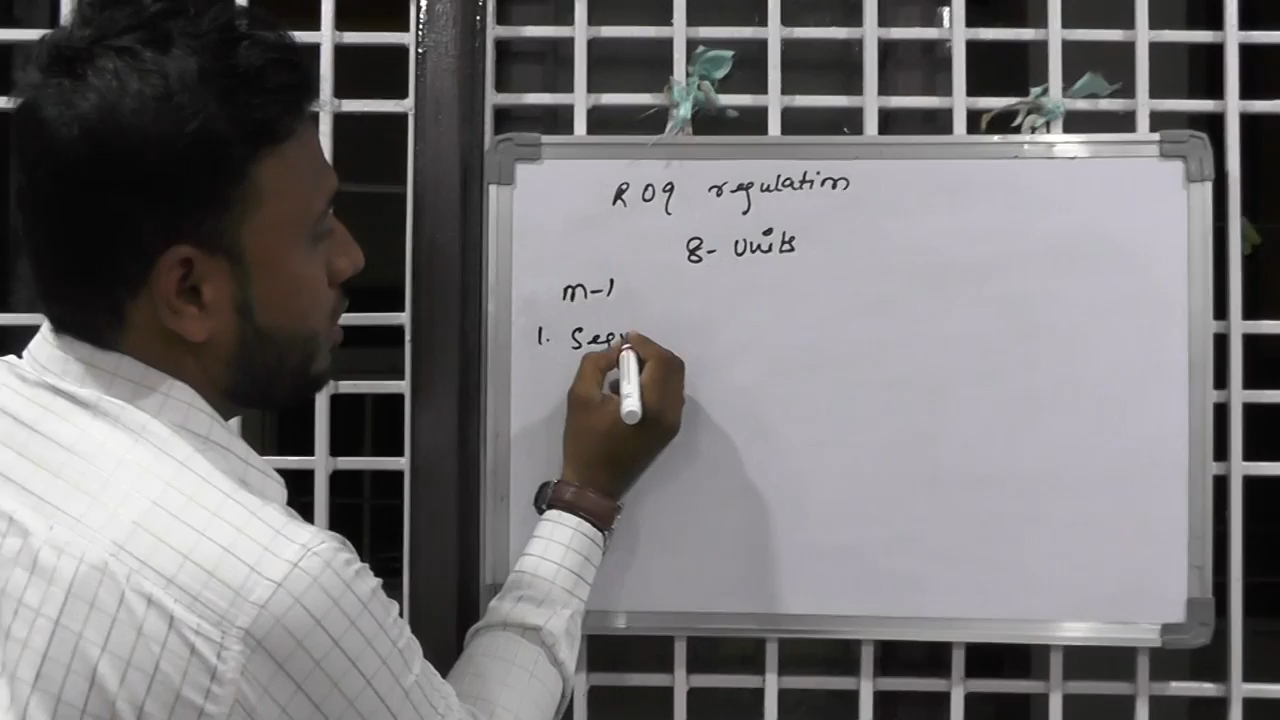 R09 regulation
8- Units
m-1
1. Seq